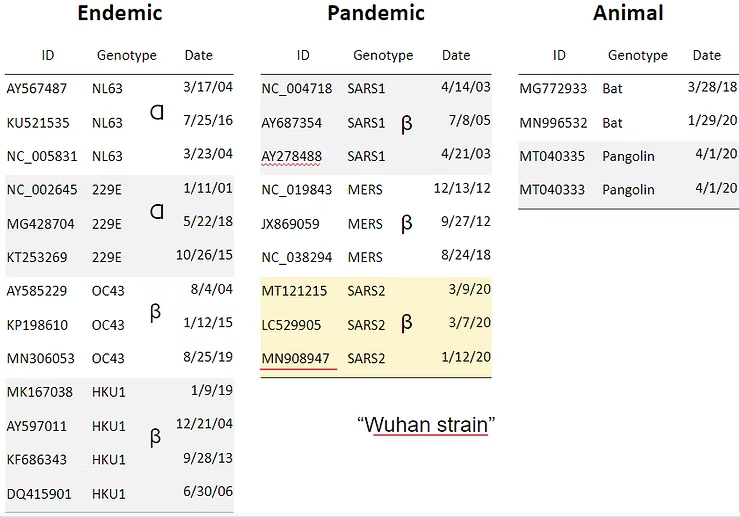 Endemic
ID Genotype Date
AY567487 NL63 3/17/04
α
KU521535 NL63 7/25/16
NC_005831 NL63 3/23/04
NC_002645 229E 1/11/01
α
MG428704 229E 5/22/18
KT253269 229E 10/26/15
AY585229 OC43 8/4/04
β
KP198610 OC43 1/12/15
MN306053 OC43 8/25/19
MK167038 HKU1 1/9/19
AY597011 HKU1 12/21/04
β
KF686343 HKU1 9/28/13
DQ415901 HKU1 6/30/06
Pandemic
ID Genotype Date
NC_004718 SARS1 4/14/03
AY687354 SARS1 β 7/8/05
AY278488 SARS1 4/21/03
NC_019843 MERS 12/13/12
JX869059 MERS β 9/27/12
NC_038294 MERS 8/24/18
MT121215 SARS2 3/9/20
LC529905 SARS2 β 3/7/20
MN908947 SARS2 1/12/20
“Wuhan strain”
Animal
ID Genotype Date
MG772933 Bat 3/28/18
MN996532 Bat 1/29/20
MT040335 Pangolin 4/1/20
MT040333 Pangolin 4/1/20